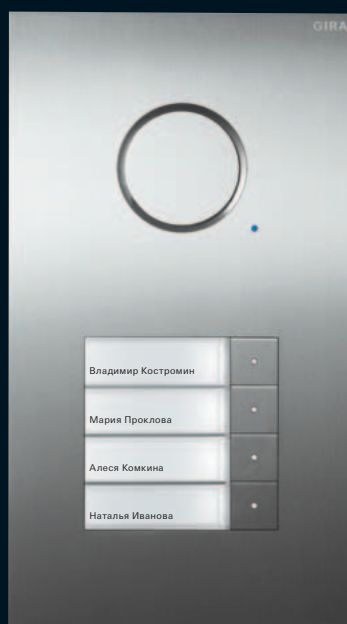 GIRA
Владимир Костромин
Мария Проклова
Алеся Комкина
Наталья Иванова